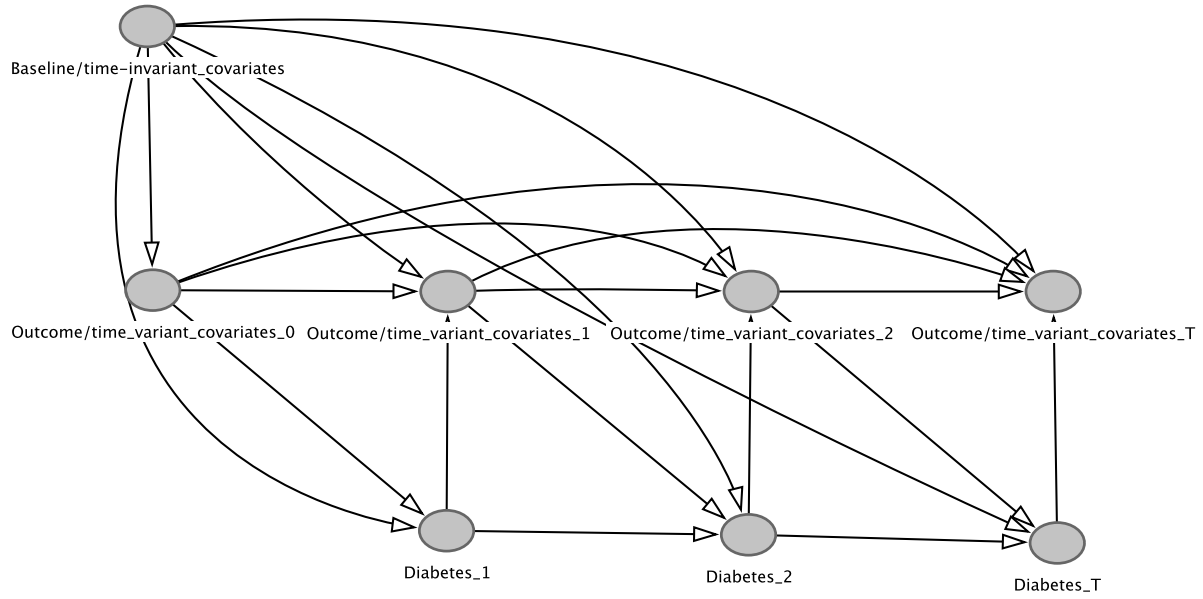 Baseline/time-invariant_covariates
Outcome/time_variant_covariates_0
Outcome/time_variant_covariates_1
Outcome/time_variant_covariates_2
Outcome/time_variant_covariates_T
Diabetes_1
Diabetes_2
Diabetes_T